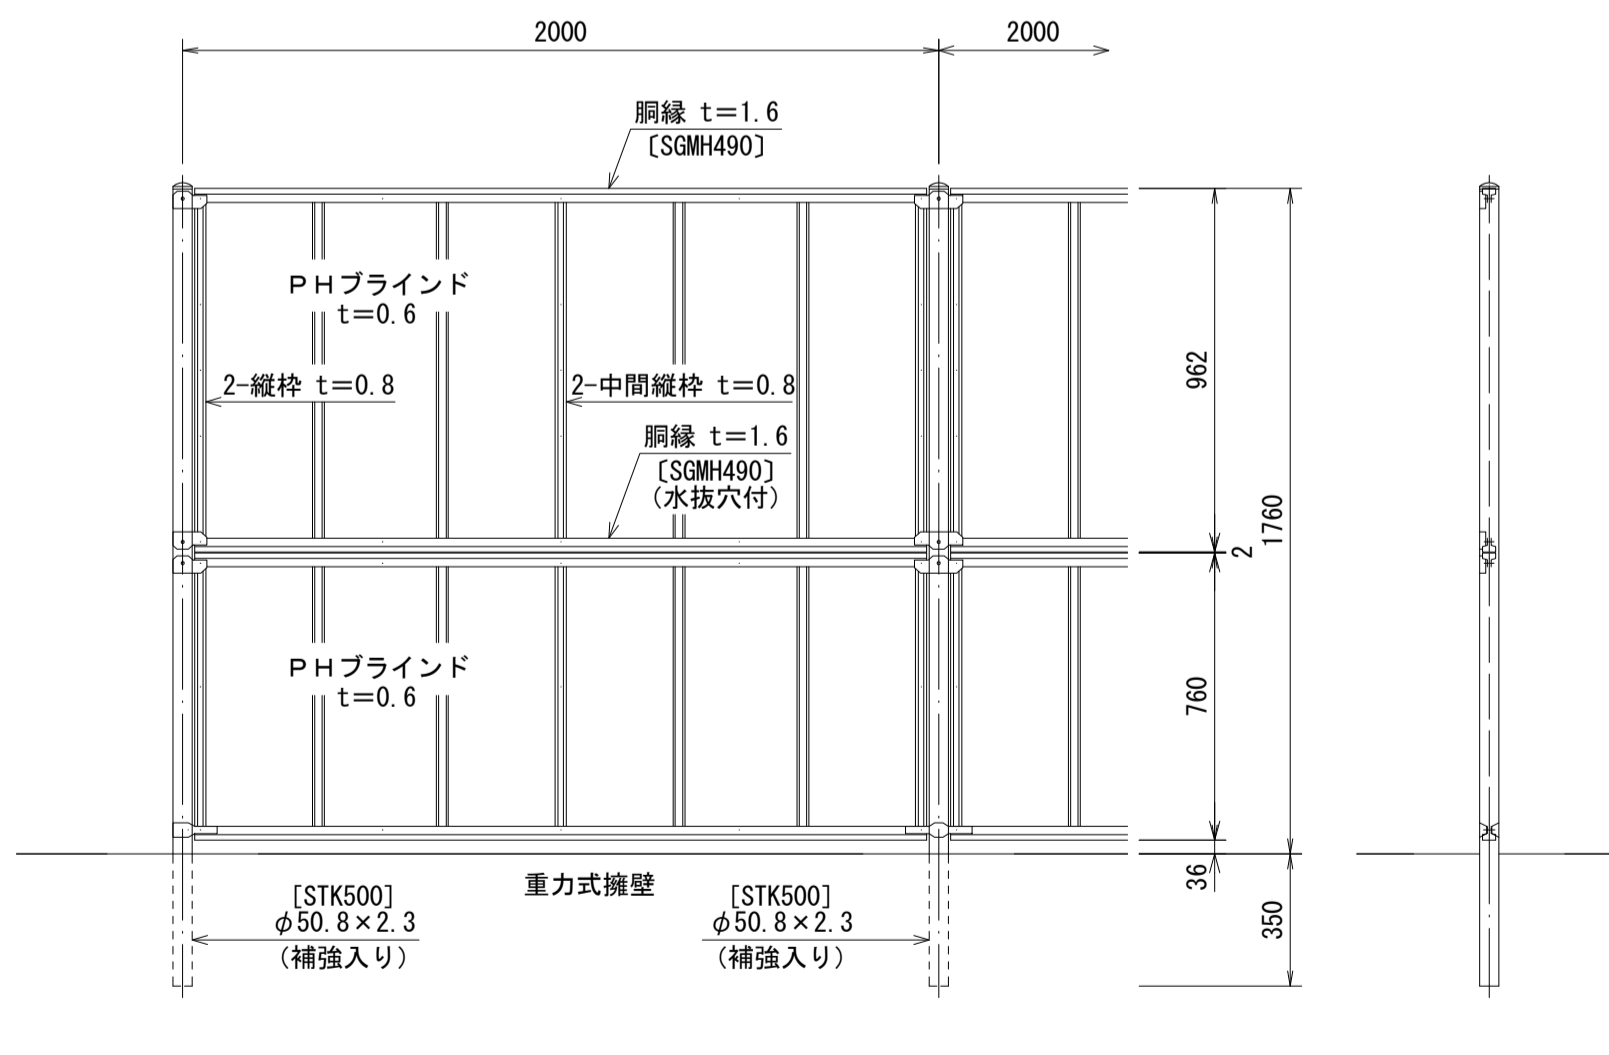 2000
2000
胴縁 t=1.6
〔SGMH490〕
PHブラインド
t=0.6
2-縦枠 t=0.8
2-中間縦枠 t=0.8
胴縁 t=1.6
〔SGMH490〕
(水抜穴付)
962
2
1760
PHブラインド
t=0.6
760
36
350
重力式擁壁
[STK500]
φ50.8×2.3
(補強入り)
[STK500]
φ50.8×2.3
(補強入り)